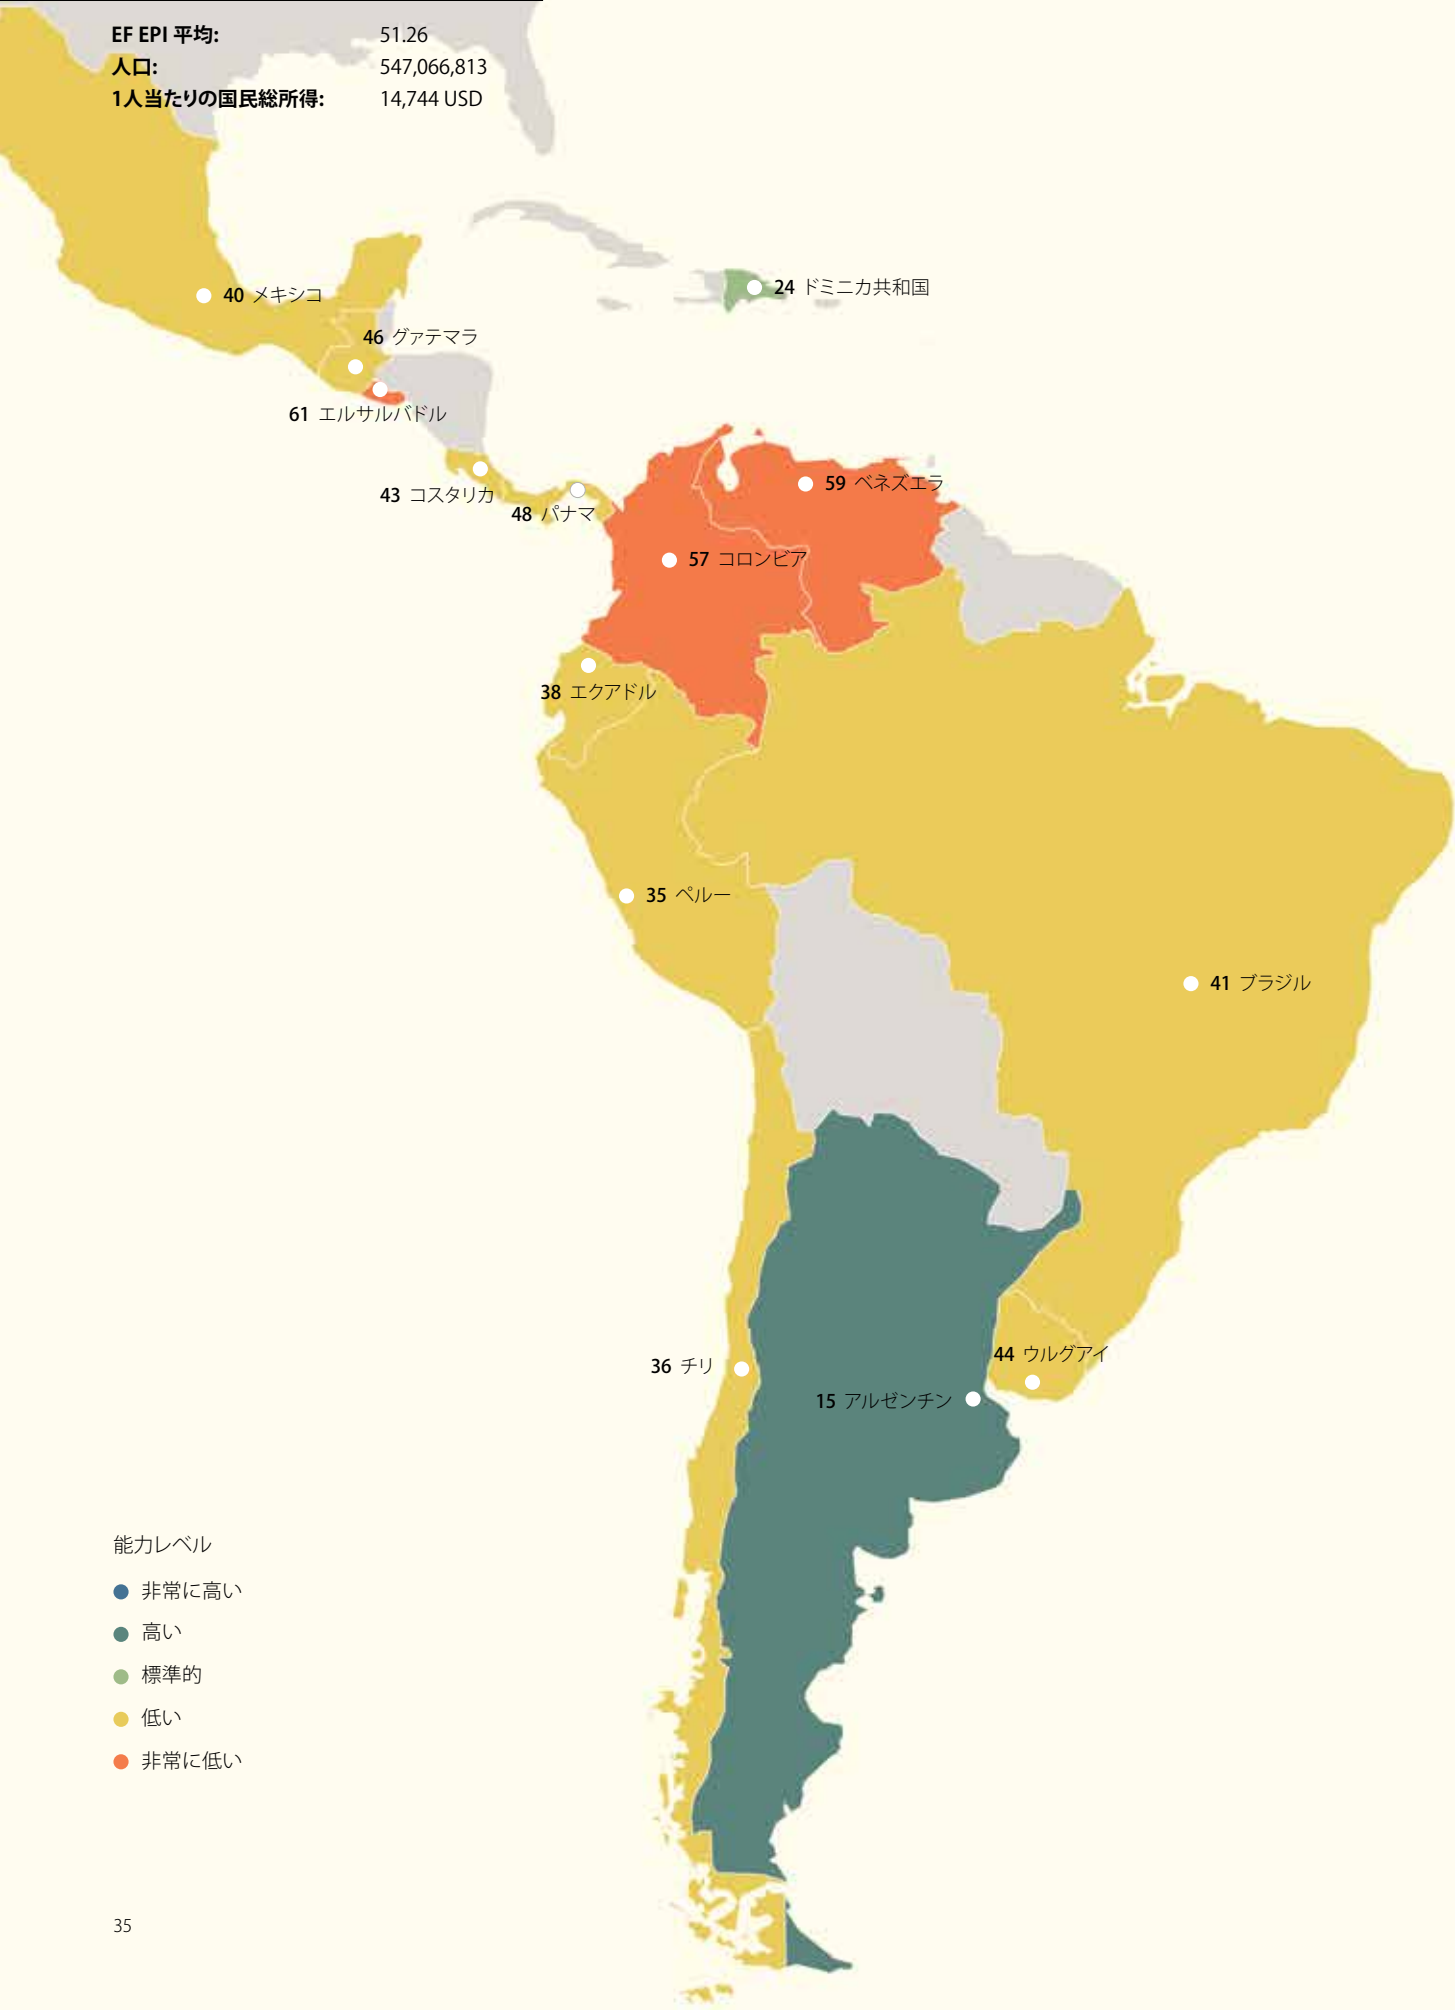 EF EPI 平均: 51.26
人口: 547,066,813
1人当たりの国民総所得: 14,744 USD
24 ドミニカ共和国
40 メキシコ
46 グァテマラ
61 エルサルバドル
59 ベネズエラ
43 コスタリカ
48 パナマ
57 コロンビア
38 エクアドル
35 ペルー
41 ブラジル
44 ウルグアイ
36 チリ
15 アルゼンチン
能力レベル
非常に高い
高い
標準的
低い
非常に低い
35